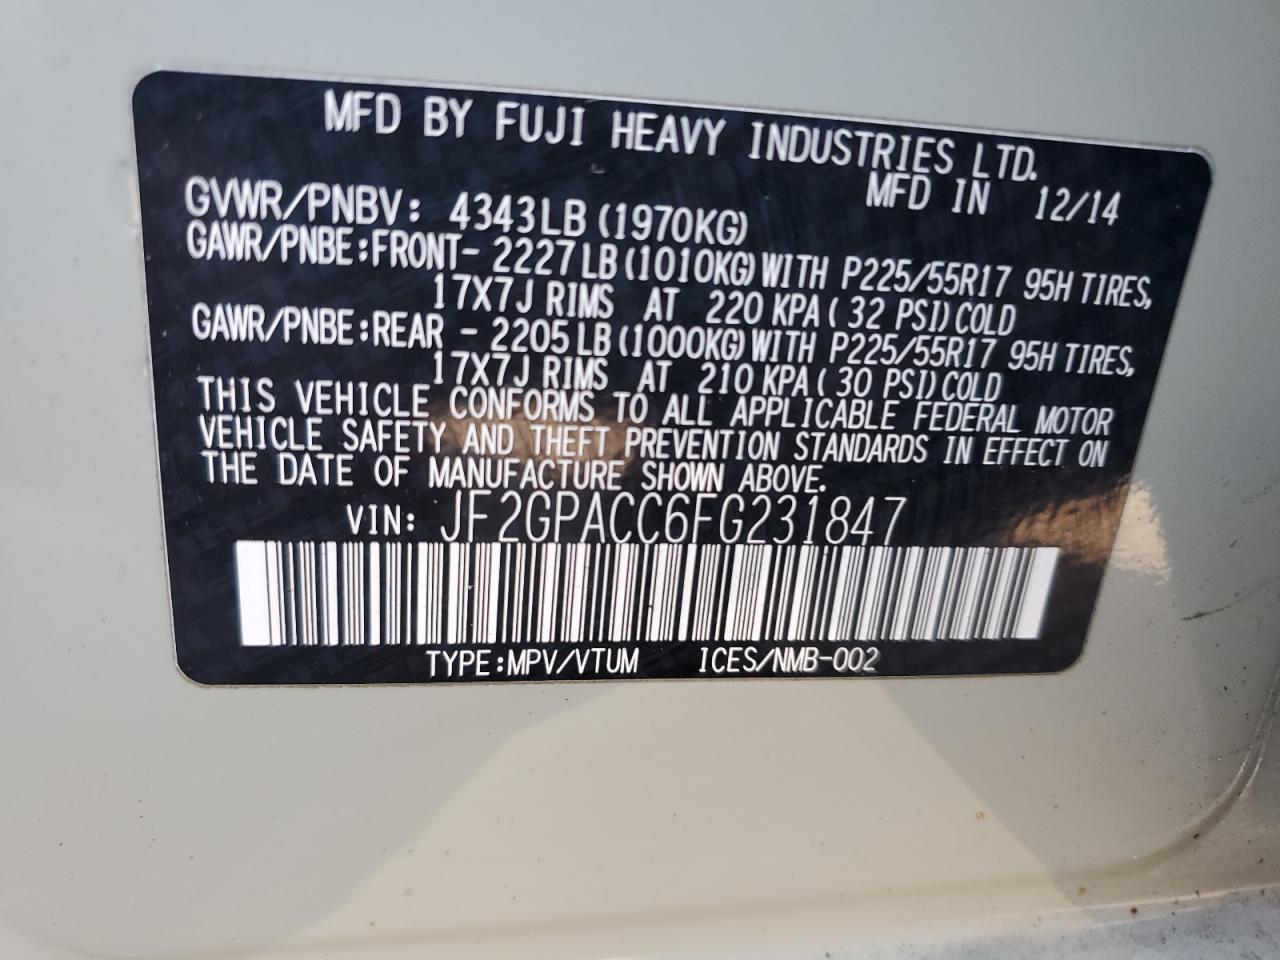 MFD BY FUJI HEAVY INDUSTRIES LTD.
MFD IN 12/14
GVWR/PNBV: 4343LB (1970KG)
GAWR/PNBE:FRONT- 2227LB(1010KG)WITH P225/55R17 95H TIRES,
17X7J RIMS AT 220 KPA( 32 PSI)COLD
GAWR/PNBE:REAR - 2205LB(1000KG)WITH P225/55R17 95H TIRES,
17X7J RIMS AT 210 KPA( 30 PSI)COLD
THIS VEHICLE CONFORMS TO ALL APPLICABLE FEDERAL MOTOR
VEHICLE SAFETY AND THEFT PREVENTION STANDARDS IN EFFECT ON
THE DATE OF MANUFACTURE SHOWN ABOVE.
VIN: JF2GPACC6FG231847
TYPE:MPV/VTUM ICES/NMB-002